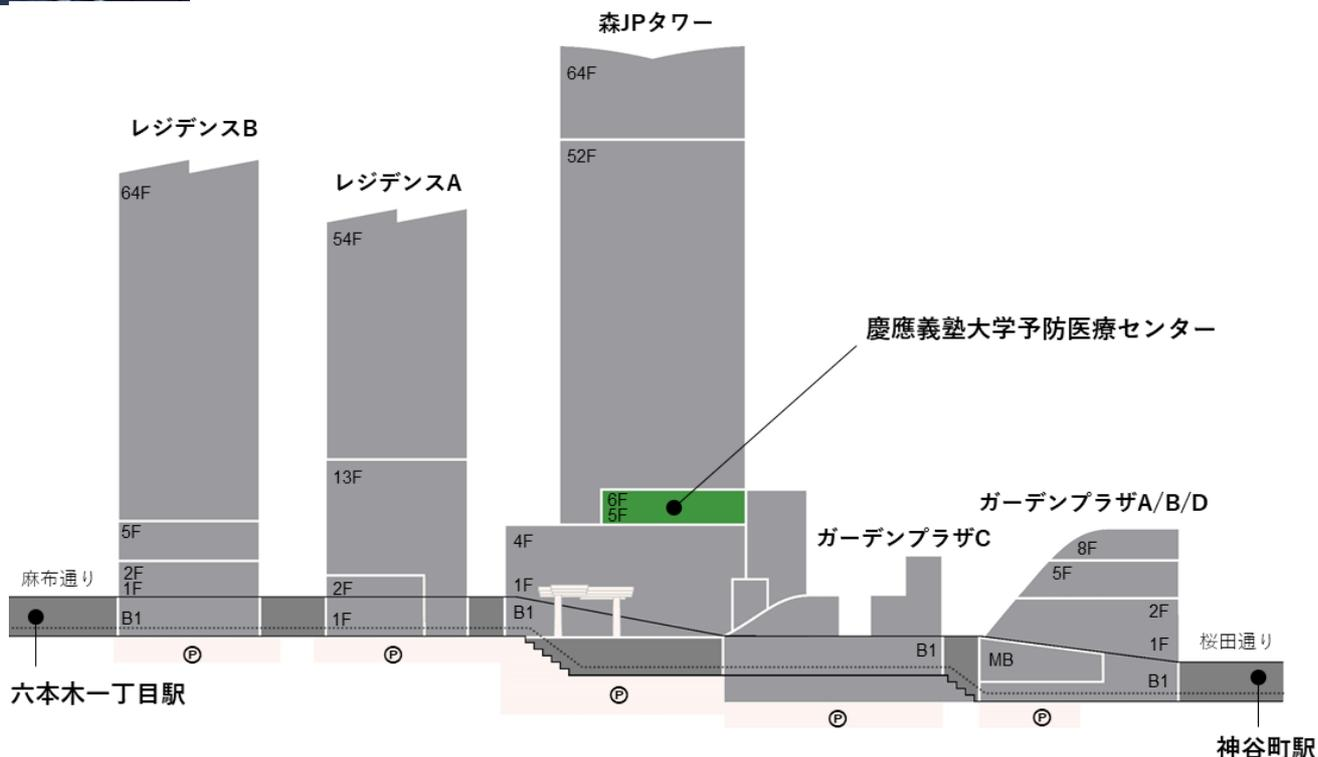 森JPタワー
64F
52F
レジデンスB
64F
5F
2F
1F
B1
レジデンスA
54F
13F
2F
1F
慶應義塾大学予防医療センター
6F
5F
4F
1F
B1
ガーデンプラザC
B1
ガーデンプラザA/B/D
8F
5F
2F
1F
MB
B1
麻布通り
桜田通り
P
P
P
P
P
六本木一丁目駅
神谷町駅